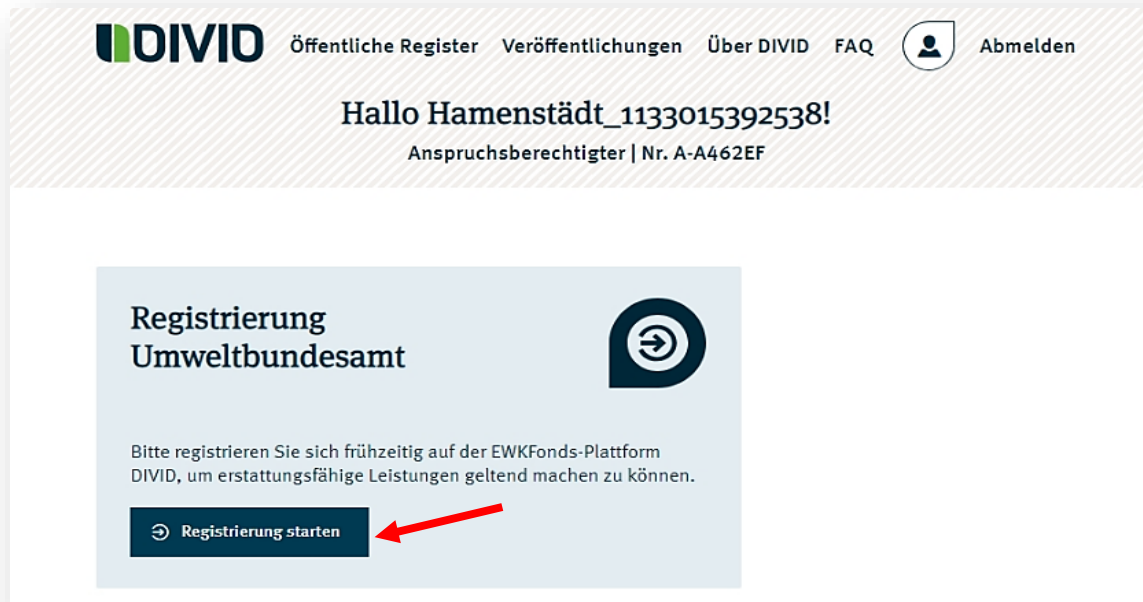 DIVID Öffentliche Register Veröffentlichungen Über DIVID FAQ Abmelden
Hallo Hamenstädt_1133015392538!
Anspruchsberechtigter | Nr. A-A462EF
Registrierung
Umweltbundesamt
Bitte registrieren Sie sich frühzeitig auf der EWKFonds-Plattform
DIVID, um erstattungsfähige Leistungen geltend machen zu können.
Registrierung starten